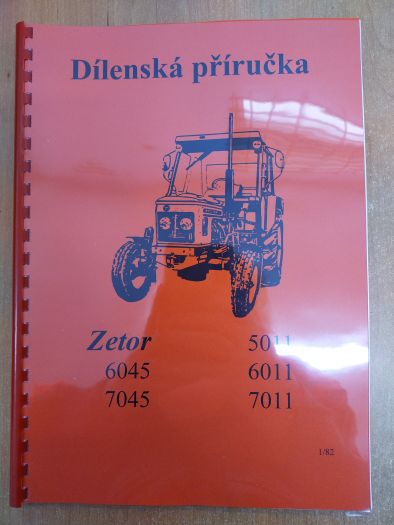 Dílenská příručka
Zetor 5011
6045 6011
7045 7011
1/82